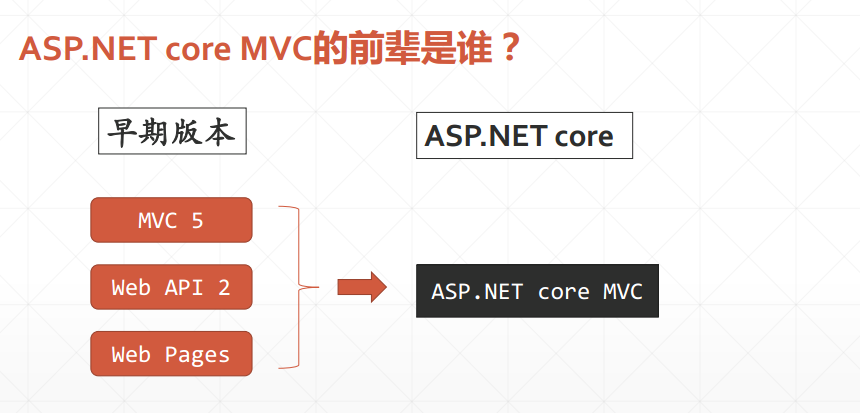 ASP.NET core MVC的前辈是谁？
早期版本
ASP.NET core
MVC 5
Web API 2
Web Pages
ASP.NET core MVC